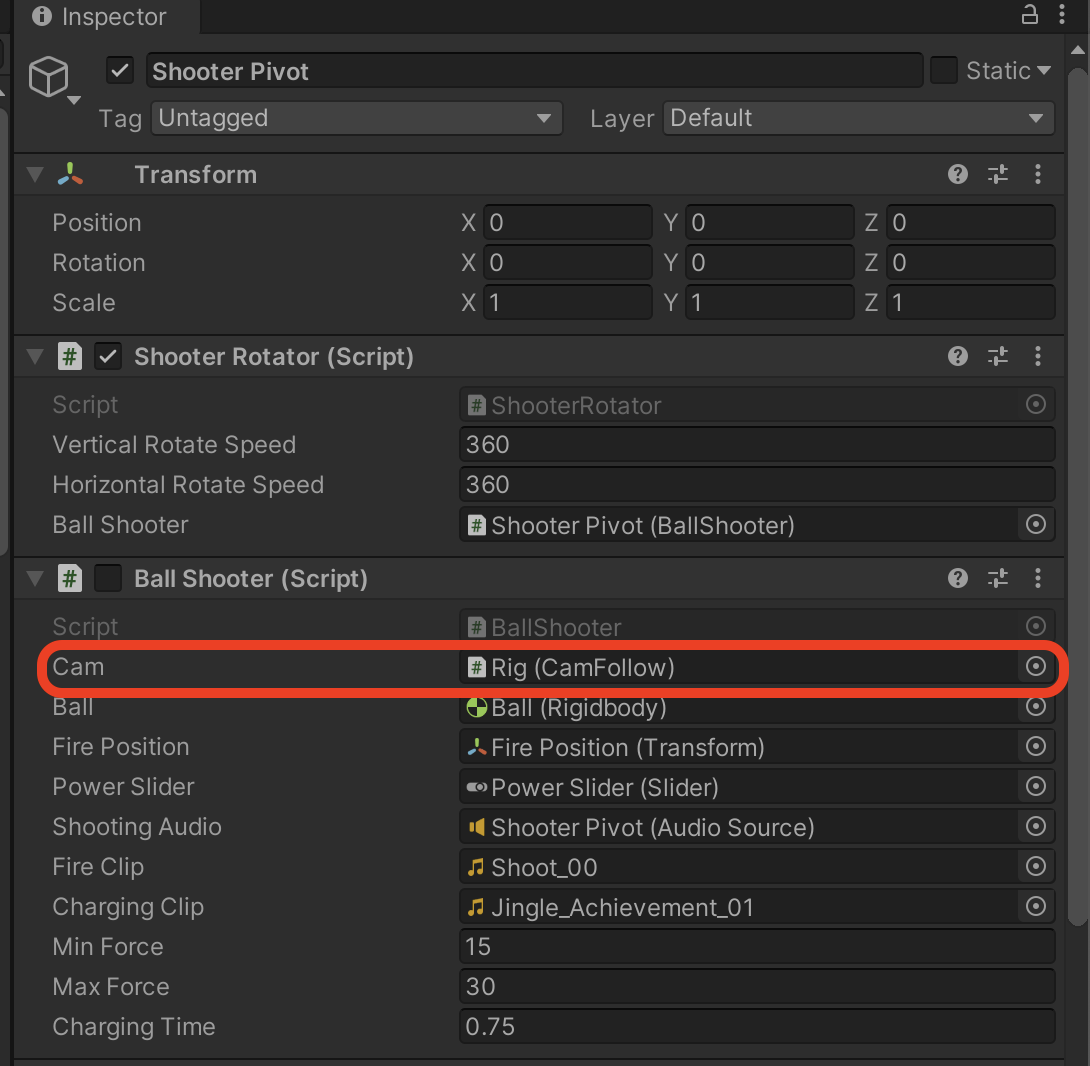 Inspector
Shooter Pivot Static
Tag Untagged Layer Default
Transform
Position X 0 Y 0 Z 0
Rotation X 0 Y 0 Z 0
Scale X 1 Y 1 Z 1
# Shooter Rotator (Script)
Script # ShooterRotator
Vertical Rotate Speed 360
Horizontal Rotate Speed 360
Ball Shooter # Shooter Pivot (BallShooter)
# Ball Shooter (Script)
Script # BallShooter
Cam # Rig (CamFollow)
Ball Ball (Rigidbody)
Fire Position Fire Position (Transform)
Power Slider Power Slider (Slider)
Shooting Audio Shooter Pivot (Audio Source)
Fire Clip Shoot_00
Charging Clip Jingle_Achievement_01
Min Force 15
Max Force 30
Charging Time 0.75